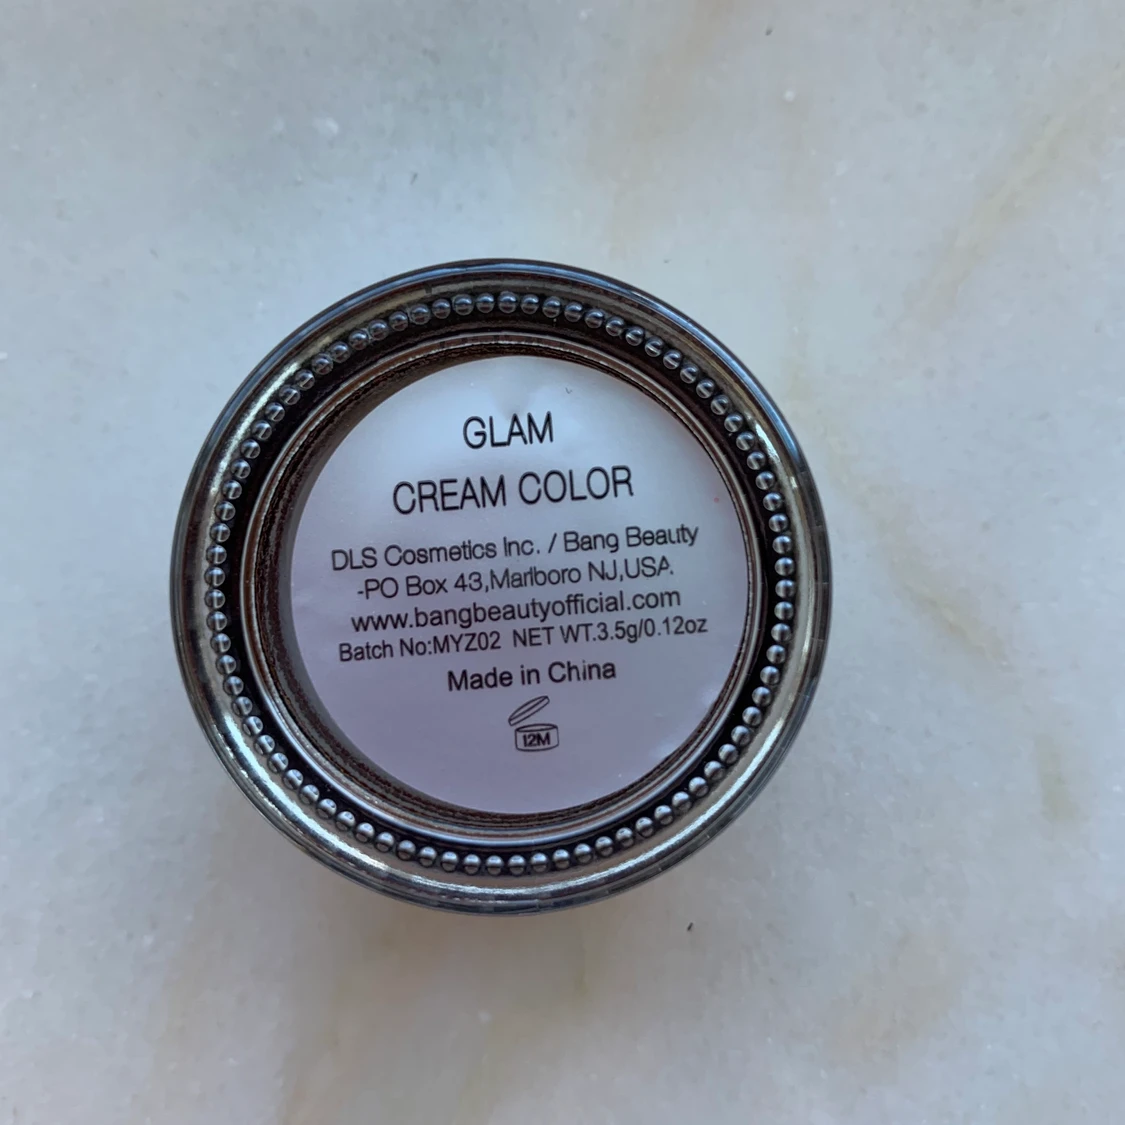 GLAM
CREAM COLOR
DLS Cosmetics Inc. / Bang Beauty
-PO Box 43,Marlboro NJ,USA
www.bangbeautyofficial.com
Batch No:MYZ02 NET WT.3.5g/0.12oz
Made in China
12M